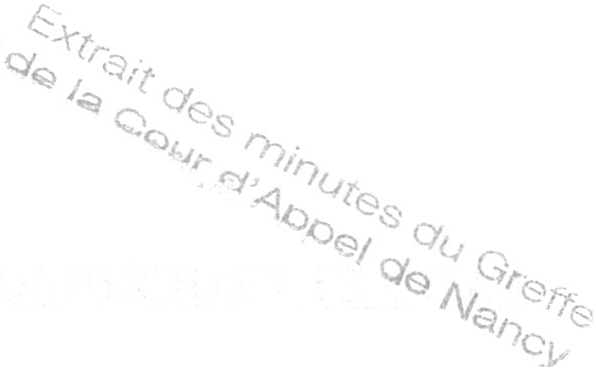 Extrait des minutes du Greffe
de la Cour d'Appel de Nancy